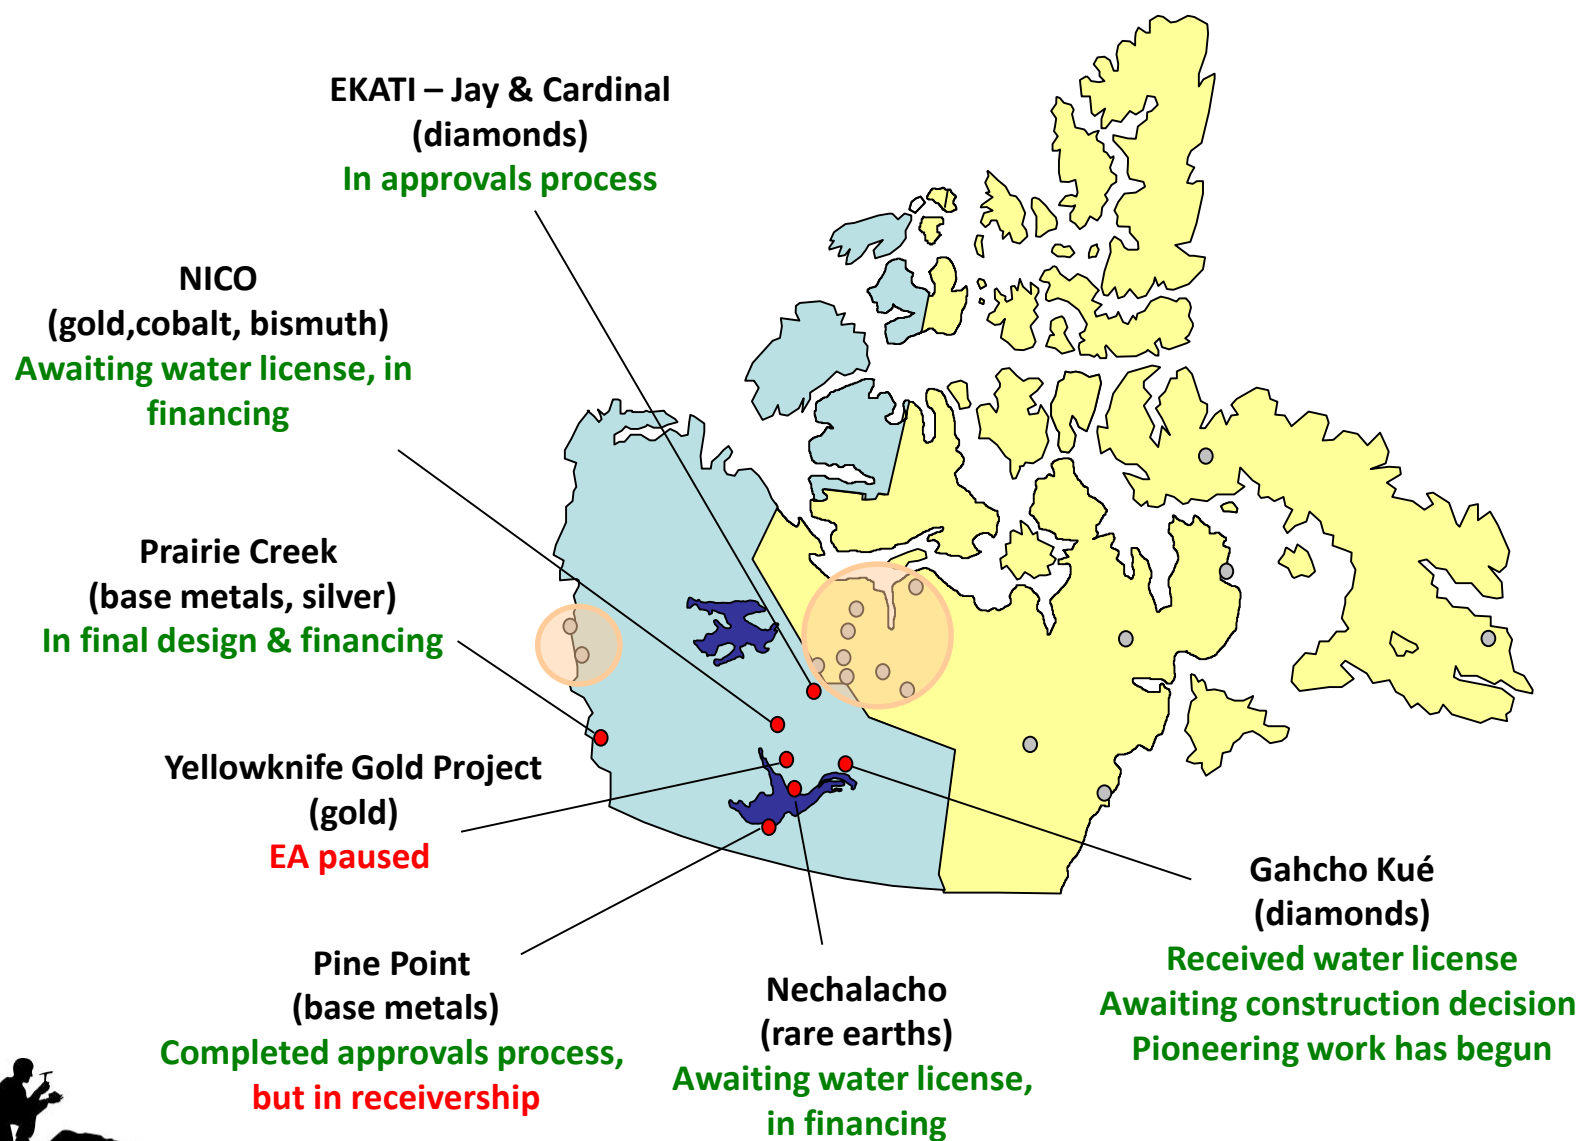 EKATI – Jay & Cardinal
(diamonds)
In approvals process
NICO
(gold,cobalt, bismuth)
Awaiting water license, in
financing
Prairie Creek
(base metals, silver)
In final design & financing
Yellowknife Gold Project
(gold)
EA paused
Pine Point
(base metals)
Completed approvals process,
but in receivership
Nechalacho
(rare earths)
Awaiting water license,
in financing
Gahcho Kué
(diamonds)
Received water license
Awaiting construction decision
Pioneering work has begun